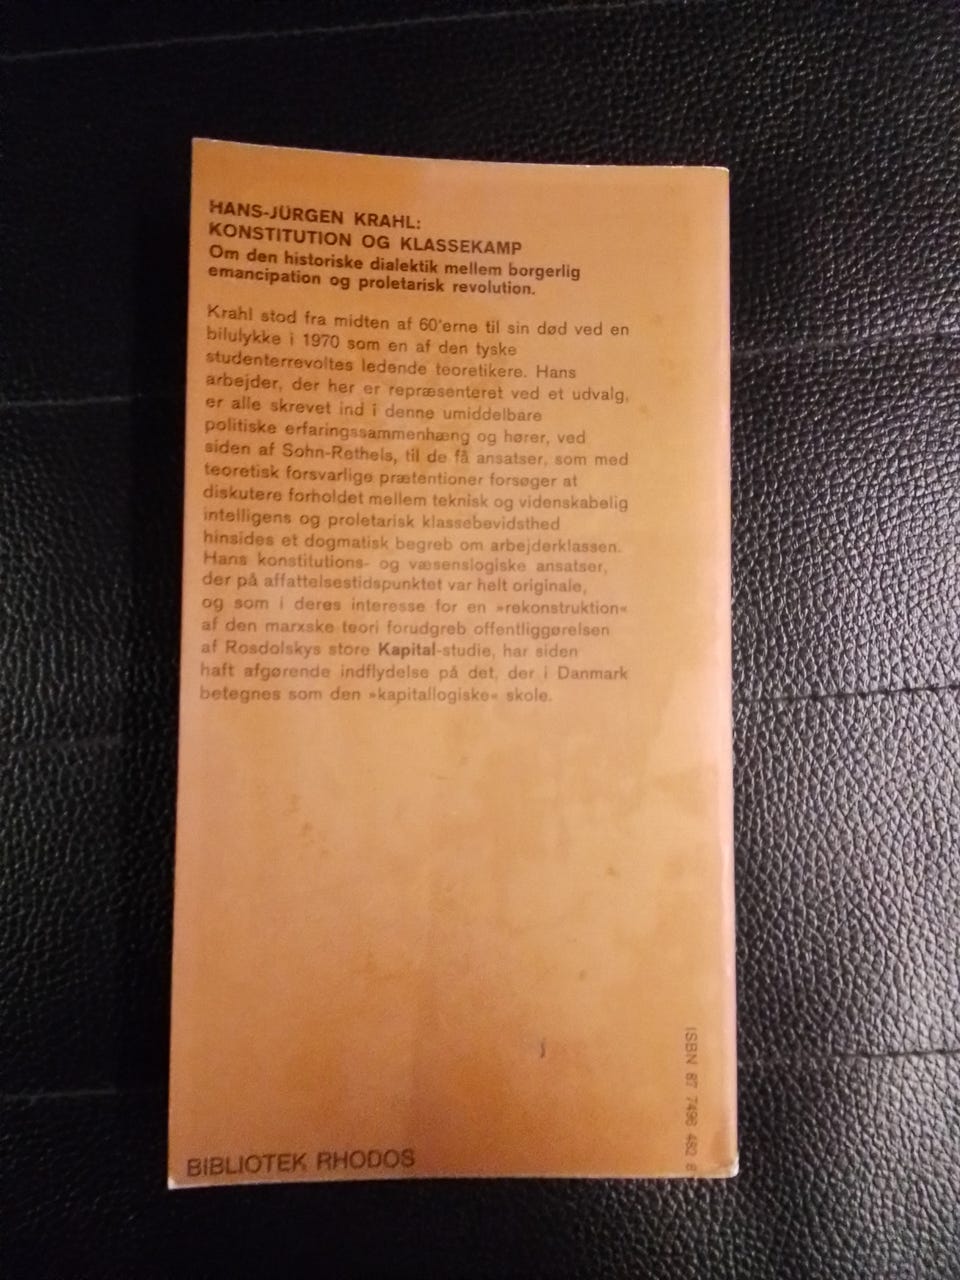 HANS-JÜRGEN KRAHL:
KONSTITUTION OG KLASSEKAMP
Om den historiske dialektik mellem borgerlig
emancipation og proletarisk revolution.
Krahl stod fra midten af 60'erne til sin død ved en
bilulykke i 1970 som en af den tyske
studenterrevoltes ledende teoretikere. Hans
arbejder, der her er repræsenteret ved et udvalg,
er alle skrevet ind i denne umiddelbare
politiske erfaringssammenhæng og hører, ved
siden af Sohn-Rethels, til de få ansatser, som med
teoretisk forsvarlige prætentioner forsøger at
diskutere forholdet mellem teknisk og videnskabelig
intelligens og proletarisk klassebevidsthed
hinsides et dogmatisk begreb om arbejderklassen.
Hans konstitutions- og væsenslogiske ansatser,
der på affattelsestidspunktet var helt originale,
og som i deres interesse for en »rekonstruktion«
af den marxske teori forudgreb offentliggørelsen
af Rosdolskys store Kapital-studie, har siden
haft afgørende indflydelse på det, der i Danmark
betegnes som den »kapitallogiske« skole.
ISBN 87 7496 482 8
BIBLIOTEK RHODOS